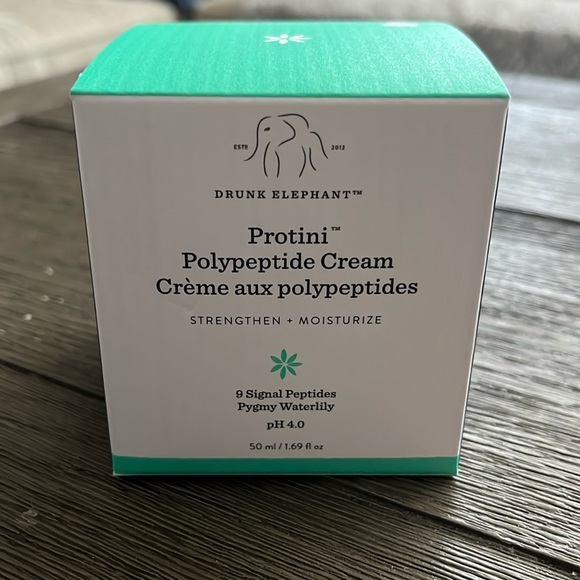 ESTD 2012
DRUNK ELEPHANT™
Protini™
Polypeptide Cream
Crème aux polypeptides
STRENGTHEN + MOISTURIZE
9 Signal Peptides
Pygmy Waterlily
pH 4.0
50 ml / 1.69 fl oz